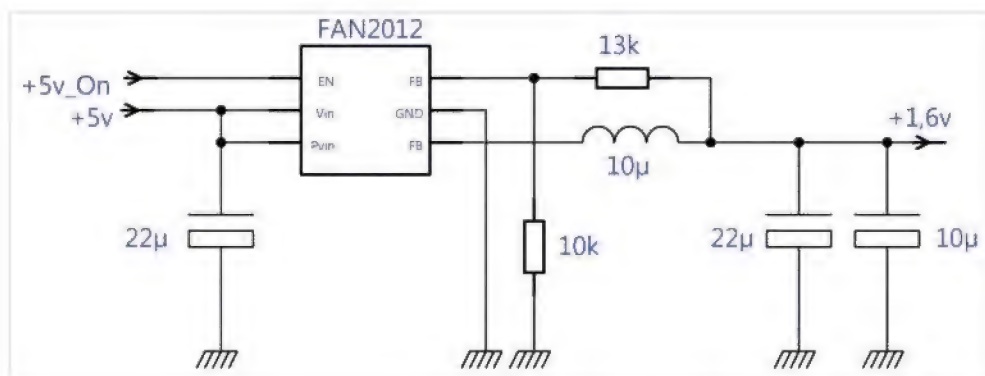 FAN2012
+5v_On
+5v
EN
Vin
Pvin
FB
GND
FB
13k
10µ
+1,6v
22µ
10k
22µ
10µ